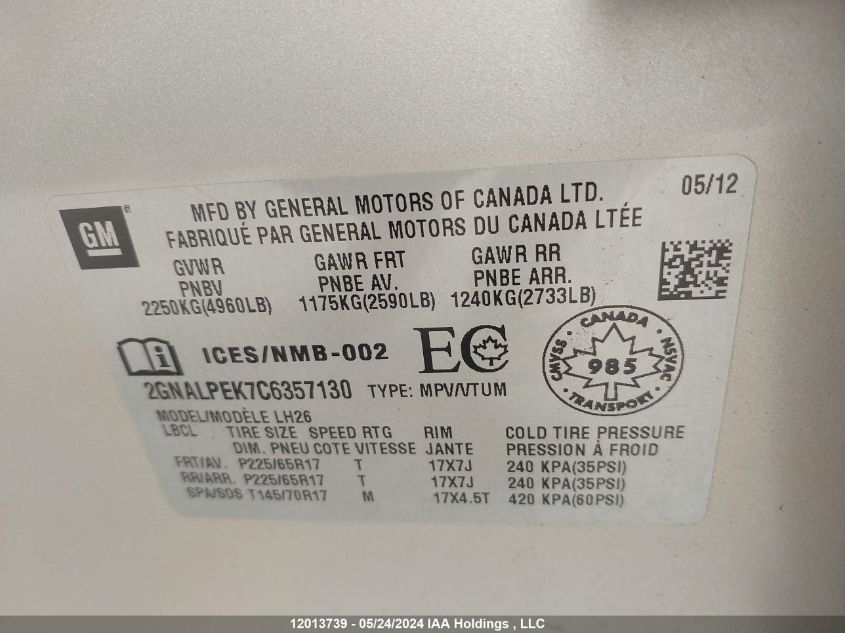 05/12
GM®
MFD BY GENERAL MOTORS OF CANADA LTD.
FABRIQUÉ PAR GENERAL MOTORS DU CANADA LTÉE
GVWR GAWR FRT GAWR RR
PNBV PNBE AV. PNBE ARR.
2250KG(4960LB) 1175KG(2590LB) 1240KG(2733LB)
i ICES/NMB-002 EC
CANADA
CMVSS 985 NSVAC
TRANSPORT
2GNALPEK7C6357130 TYPE: MPV/VTUM
MODEL/MODÈLE LH26
LBCL TIRE SIZE SPEED RTG RIM COLD TIRE PRESSURE
DIM. PNEU COTE VITESSE JANTE PRESSION À FROID
FRT/AV. P225/65R17 T 17X7J 240 KPA(35PSI)
RR/ARR. P225/65R17 T 17X7J 240 KPA(35PSI)
SPA/SOS T145/70R17 M 17X4.5T 420 KPA(60PSI)
12013739 - 05/24/2024 IAA Holdings , LLC